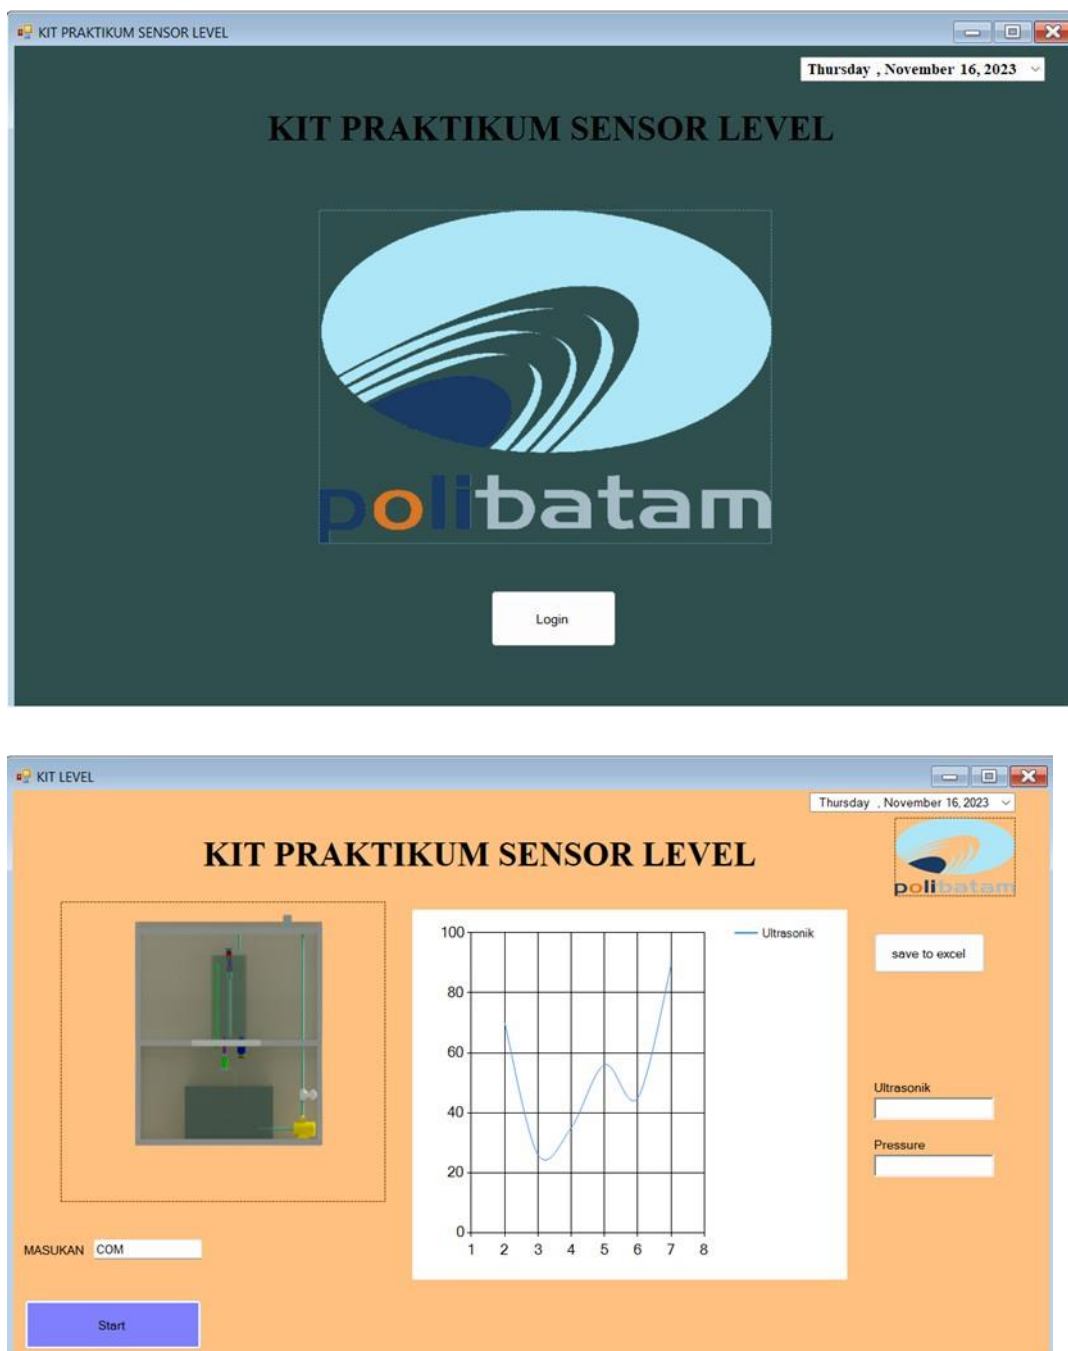 KIT PRAKTIKUM SENSOR LEVEL
Thursday , November 16, 2023
KIT PRAKTIKUM SENSOR LEVEL
polibatam
Login
KIT LEVEL
Thursday , November 16, 2023
KIT PRAKTIKUM SENSOR LEVEL
polibatam
100
80
60
40
20
0
1 2 3 4 5 6 7 8
Ultrasonik
save to excel
Ultrasonik
Pressure
MASUKAN COM
Start